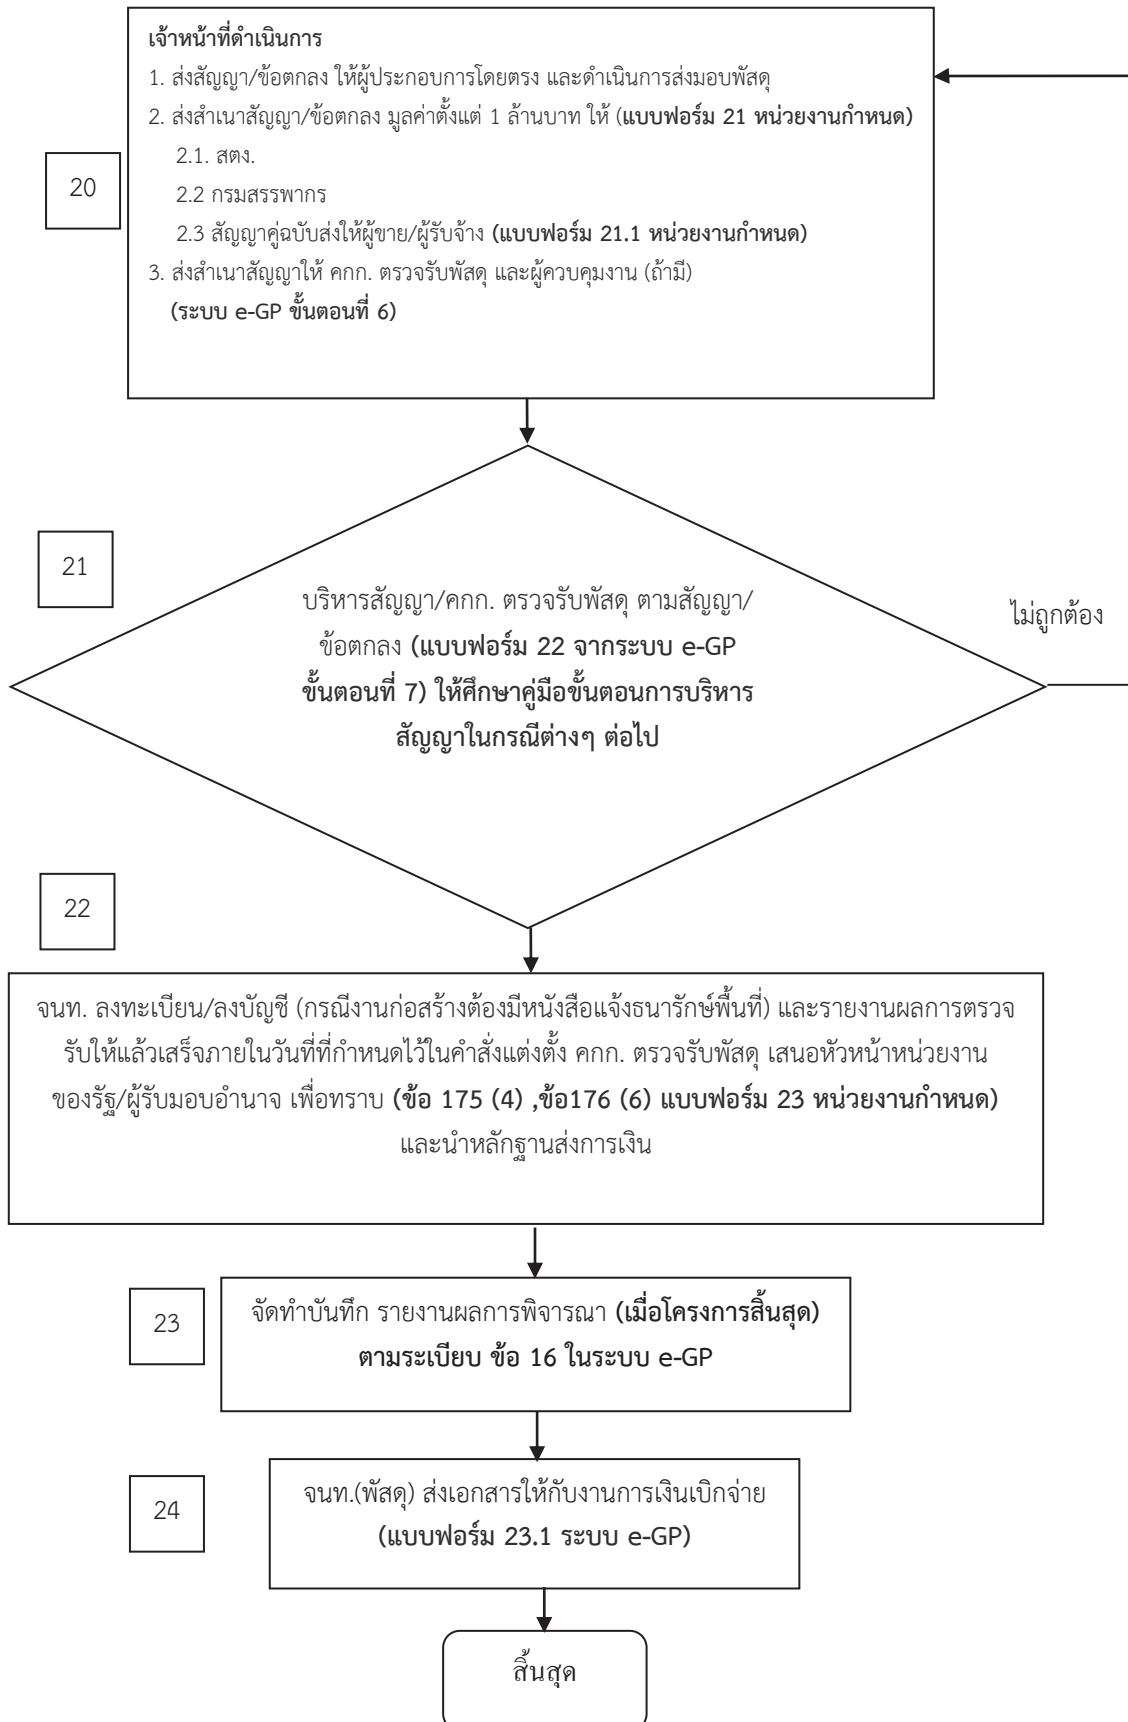 เจ้าหน้าที่ดำเนินการ
1. ส่งสัญญา/ข้อตกลง ให้ผู้ประกอบการโดยตรง และดำเนินการส่งมอบพัสดุ
2. ส่งสำเนาสัญญา/ข้อตกลง มูลค่าตั้งแต่ 1 ล้านบาท ให้ (แบบฟอร์ม 21 หน่วยงานกำหนด)
2.1. สตง.
20
2.2 กรมสรรพากร
2.3 สัญญาคู่ฉบับส่งให้ผู้ขาย/ผู้รับจ้าง (แบบฟอร์ม 21.1 หน่วยงานกำหนด)
3. ส่งสำเนาสัญญาให้ คกก. ตรวจรับพัสดุ และผู้ควบคุมงาน (ถ้ามี)
(ระบบ e-GP ขั้นตอนที่ 6)
21
บริหารสัญญา/คกก. ตรวจรับพัสดุ ตามสัญญา/
ข้อตกลง (แบบฟอร์ม 22 จากระบบ e-GP
ขั้นตอนที่ 7) ให้ศึกษาคู่มือขั้นตอนการบริหาร
สัญญาในกรณีต่างๆ ต่อไป
ไม่ถูกต้อง
22
จนท. ลงทะเบียน/ลงบัญชี (กรณีงานก่อสร้างต้องมีหนังสือแจ้งธนารักษ์พื้นที่) และรายงานผลการตรวจ
รับให้แล้วเสร็จภายในวันที่ที่กำหนดไว้ในคำสั่งแต่งตั้ง คกก. ตรวจรับพัสดุ เสนอหัวหน้าหน่วยงาน
ของรัฐ/ผู้รับมอบอำนาจ เพื่อทราบ (ข้อ 175 (4) ,ข้อ176 (6) แบบฟอร์ม 23 หน่วยงานกำหนด)
และนำหลักฐานส่งการเงิน
23
จัดทำบันทึก รายงานผลการพิจารณา (เมื่อโครงการสิ้นสุด)
ตามระเบียบ ข้อ 16 ในระบบ e-GP
24
จนท.(พัสดุ) ส่งเอกสารให้กับงานการเงินเบิกจ่าย
(แบบฟอร์ม 23.1 ระบบ e-GP)
สิ้นสุด